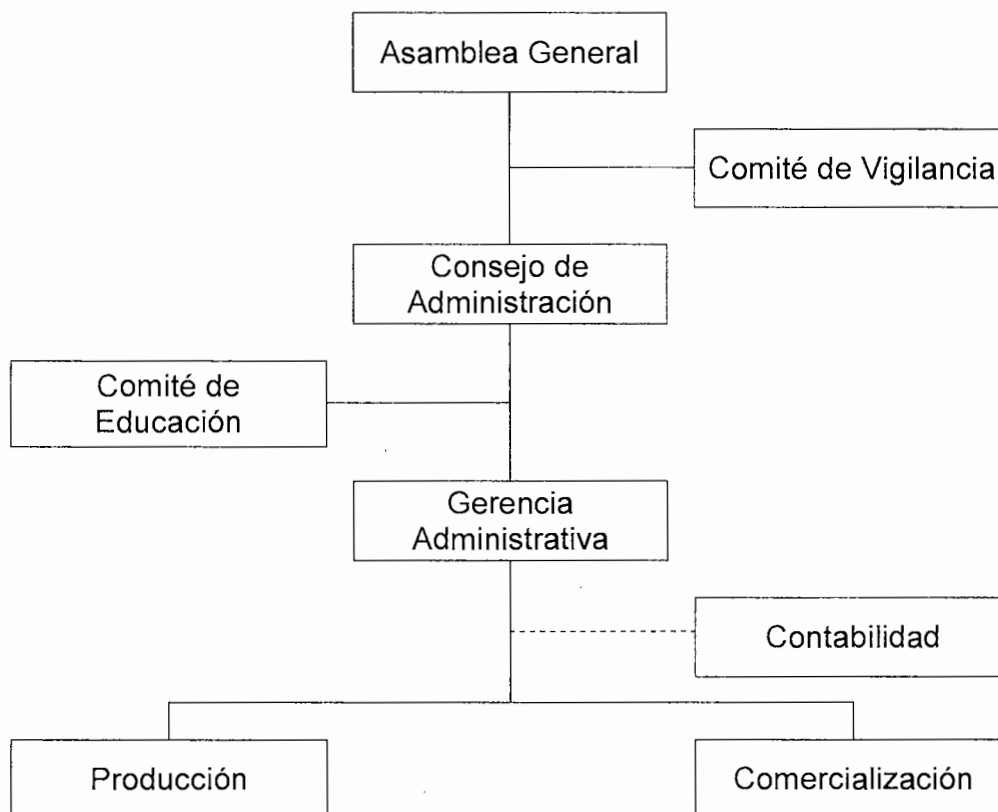 Asamblea General
Comité de Vigilancia
Consejo de
Administración
Comité de
Educación
Gerencia
Administrativa
Contabilidad
Producción
Comercialización